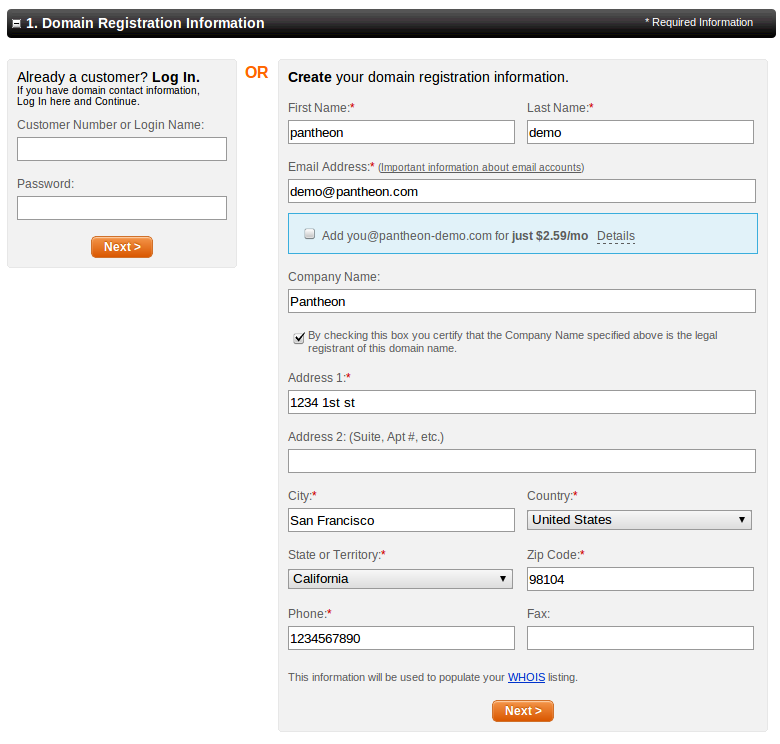 1. Domain Registration Information
* Required Information
Already a customer? Log In.
If you have domain contact information,
Log In here and Continue.
Customer Number or Login Name:
Password:
Next >
OR
Create your domain registration information.
First Name:* Last Name:*
pantheon demo
Email Address:* (Important information about email accounts)
demo@pantheon.com
Add you@pantheon-demo.com for just $2.59/mo Details
Company Name:
Pantheon
By checking this box you certify that the Company Name specified above is the legal
registrant of this domain name.
Address 1:*
1234 1st st
Address 2: (Suite, Apt #, etc.)
City:* Country:*
San Francisco United States
State or Territory:* Zip Code:*
California 98104
Phone:* Fax:
1234567890
This information will be used to populate your WHOIS listing.
Next >